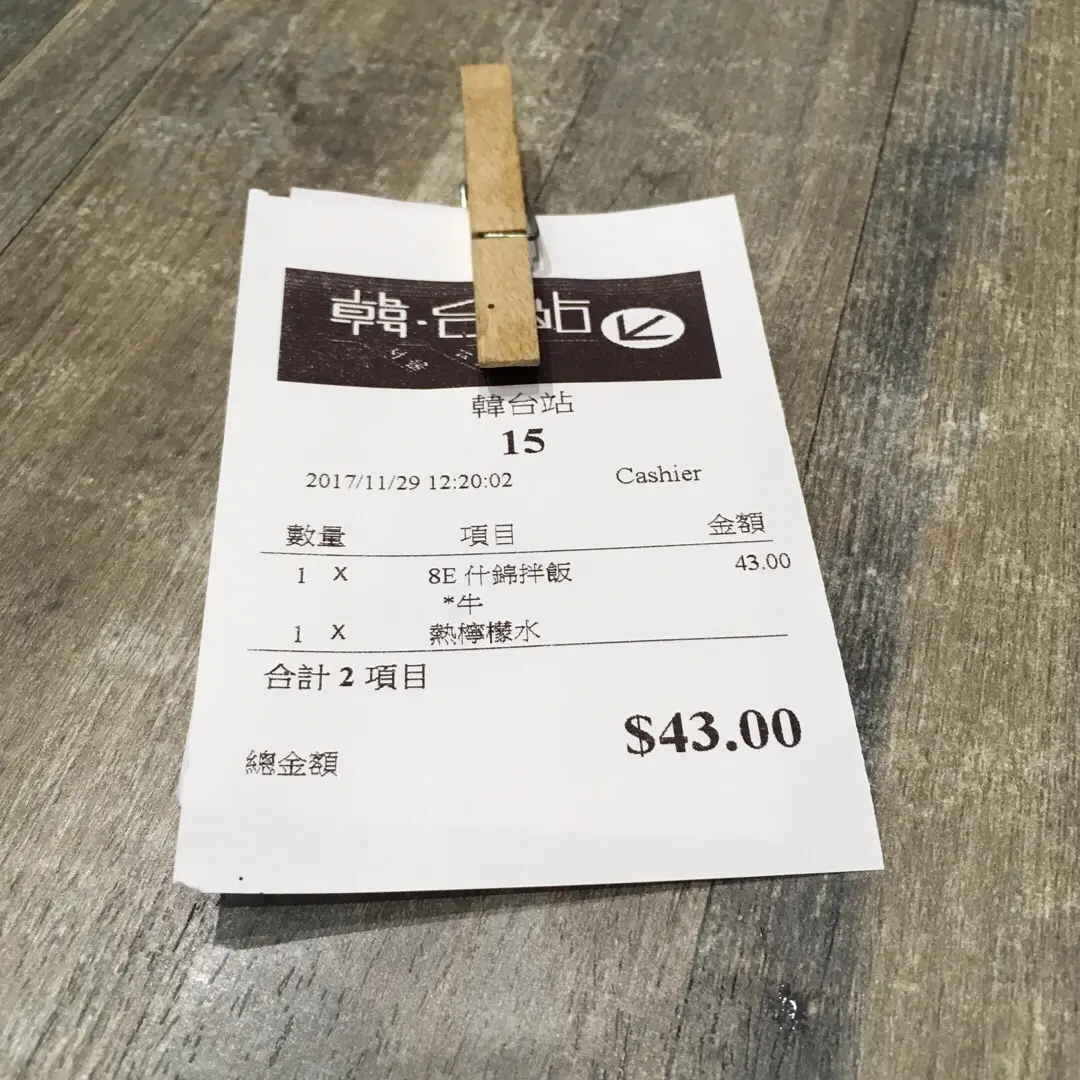 韓·台站
韓台站
15
2017/11/29 12:20:02 Cashier
數量 項目 金額
1 X 8E 什錦拌飯 43.00
*牛
1 X 熱檸檬水
合計 2 項目
$43.00
總金額